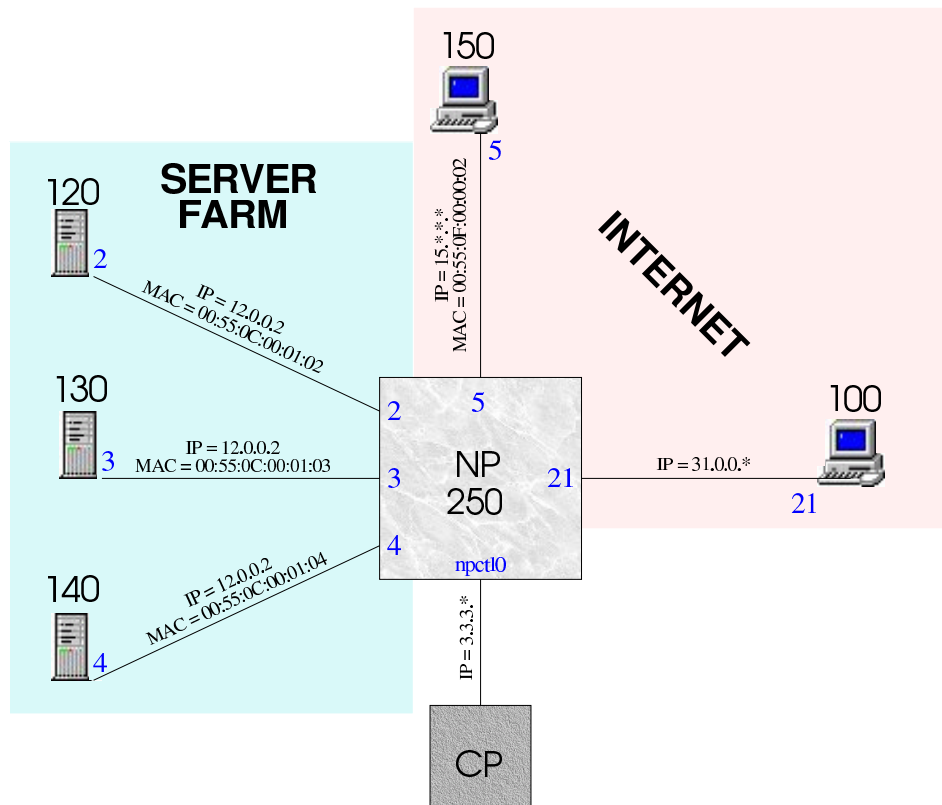 150
5
IP = 15.*.*.*
MAC = 00:55:0F:00:00:02
SERVER
FARM
INTERNET
120
2
IP = 12.0.0.2
MAC = 00:55:0C:00:01:02
130
3
IP = 12.0.0.2
MAC = 00:55:0C:00:01:03
140
4
IP = 12.0.0.2
MAC = 00:55:0C:00:01:04
2
5
3
NP
250
21
4
npctl0
IP = 31.0.0.*
100
21
IP = 3.3.3.*
CP